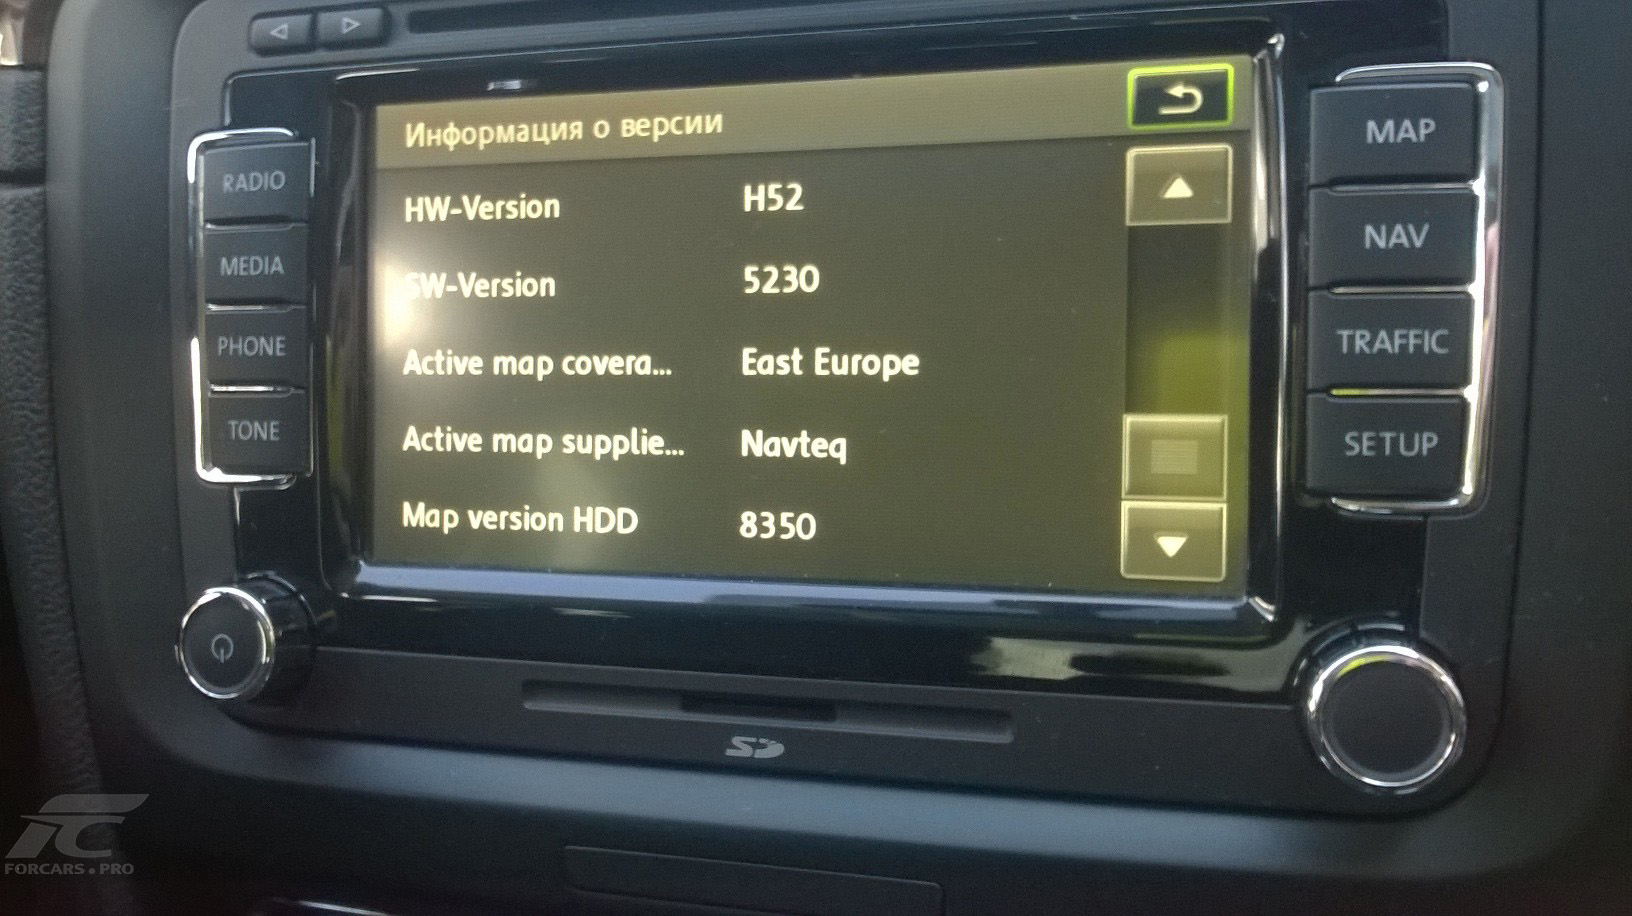 RADIO
MEDIA
PHONE
TONE
Информация о версии
HW-Version H52
SW-Version 5230
Active map covera... East Europe
Active map supplie... Navteq
Map version HDD 8350
MAP
NAV
TRAFFIC
SETUP
SD
FC
FORCARS.PRO